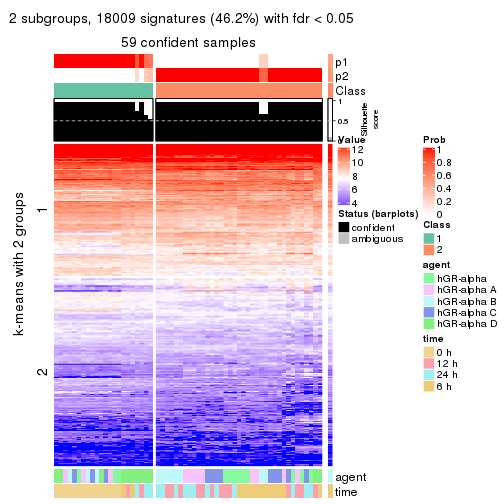 2 subgroups, 18009 signatures (46.2%) with fdr < 0.05
59 confident samples
p1
p2
Class
1
0.5
0
Silhouette
score
k-means with 2 groups
1
2
agent
time
Value
12
10
8
6
4
Status (barplots)
confident
ambiguous
Prob
1
0.8
0.6
0.4
0.2
0
Class
1
2
agent
hGR-alpha
hGR-alpha A
hGR-alpha B
hGR-alpha C
hGR-alpha D
time
0 h
12 h
24 h
6 h